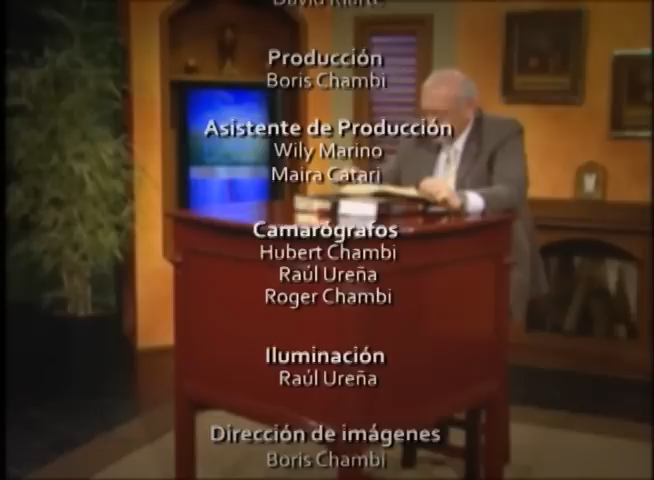 Producción
Boris Chambi
Asistente de Producción
Wily Marino
Maira Catari
Camarógrafos
Hubert Chambi
Raúl Ureña
Roger Chambi
Iluminación
Raúl Ureña
Dirección de imágenes
Boris Chambi